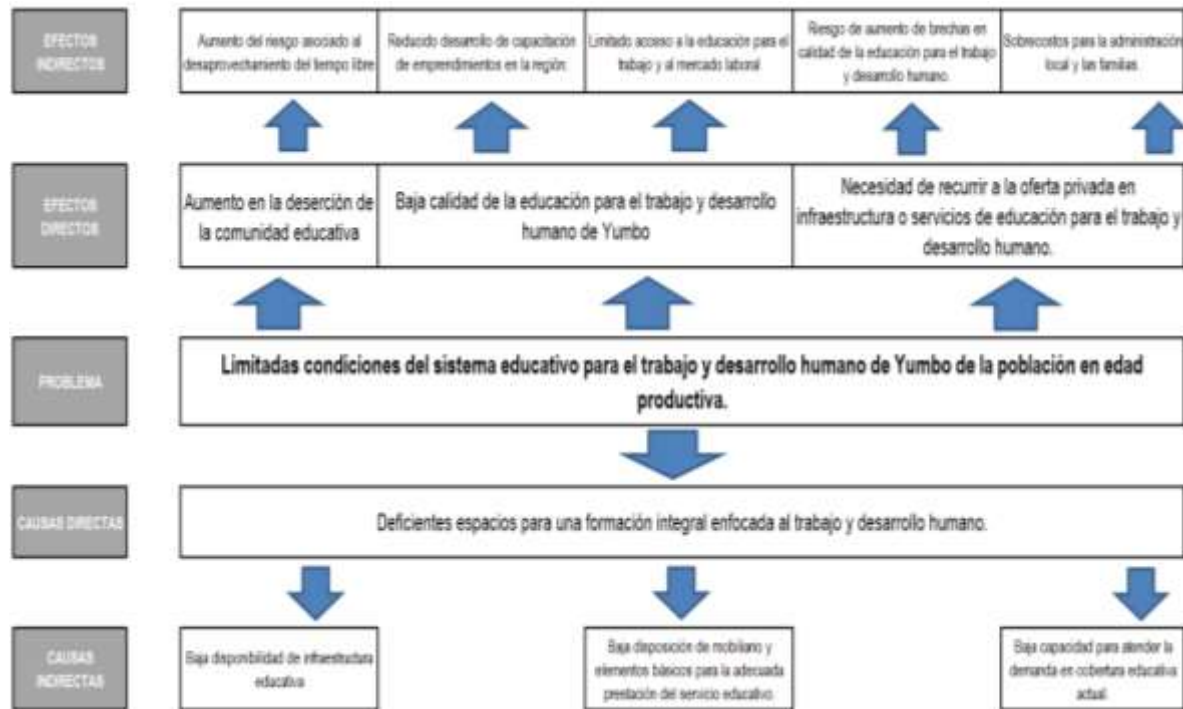 EFECTOS
INDIRECTOS
Aumento del riesgo asociado al
desaprovechamiento del tiempo libre
Reducido desarrollo de capacitación
de emprendimientos en la región.
Limitado acceso a la educación para el
trabajo y al mercado laboral
Riesgo de aumento de brechas en
calidad de la educación para el trabajo
y desarrollo humano.
Sobrecostos para la administración
local y las familias.
EFECTOS
DIRECTOS
Aumento en la deserción de
la comunidad educativa
Baja calidad de la educación para el trabajo y desarrollo
humano de Yumbo
Necesidad de recurrir a la oferta privada en
infraestructura o servicios de educación para el trabajo y
desarrollo humano.
PROBLEMA
Limitadas condiciones del sistema educativo para el trabajo y desarrollo humano de Yumbo de la población en edad
productiva.
CAUSAS DIRECTAS
Deficientes espacios para una formación integral enfocada al trabajo y desarrollo humano.
CAUSAS
INDIRECTAS
Baja disponibilidad de infraestructura
educativa
Baja disposición de mobiliario y
elementos básicos para la adecuada
prestación del servicio educativo.
Baja capacidad para atender la
demanda en cobertura educativa
actual.